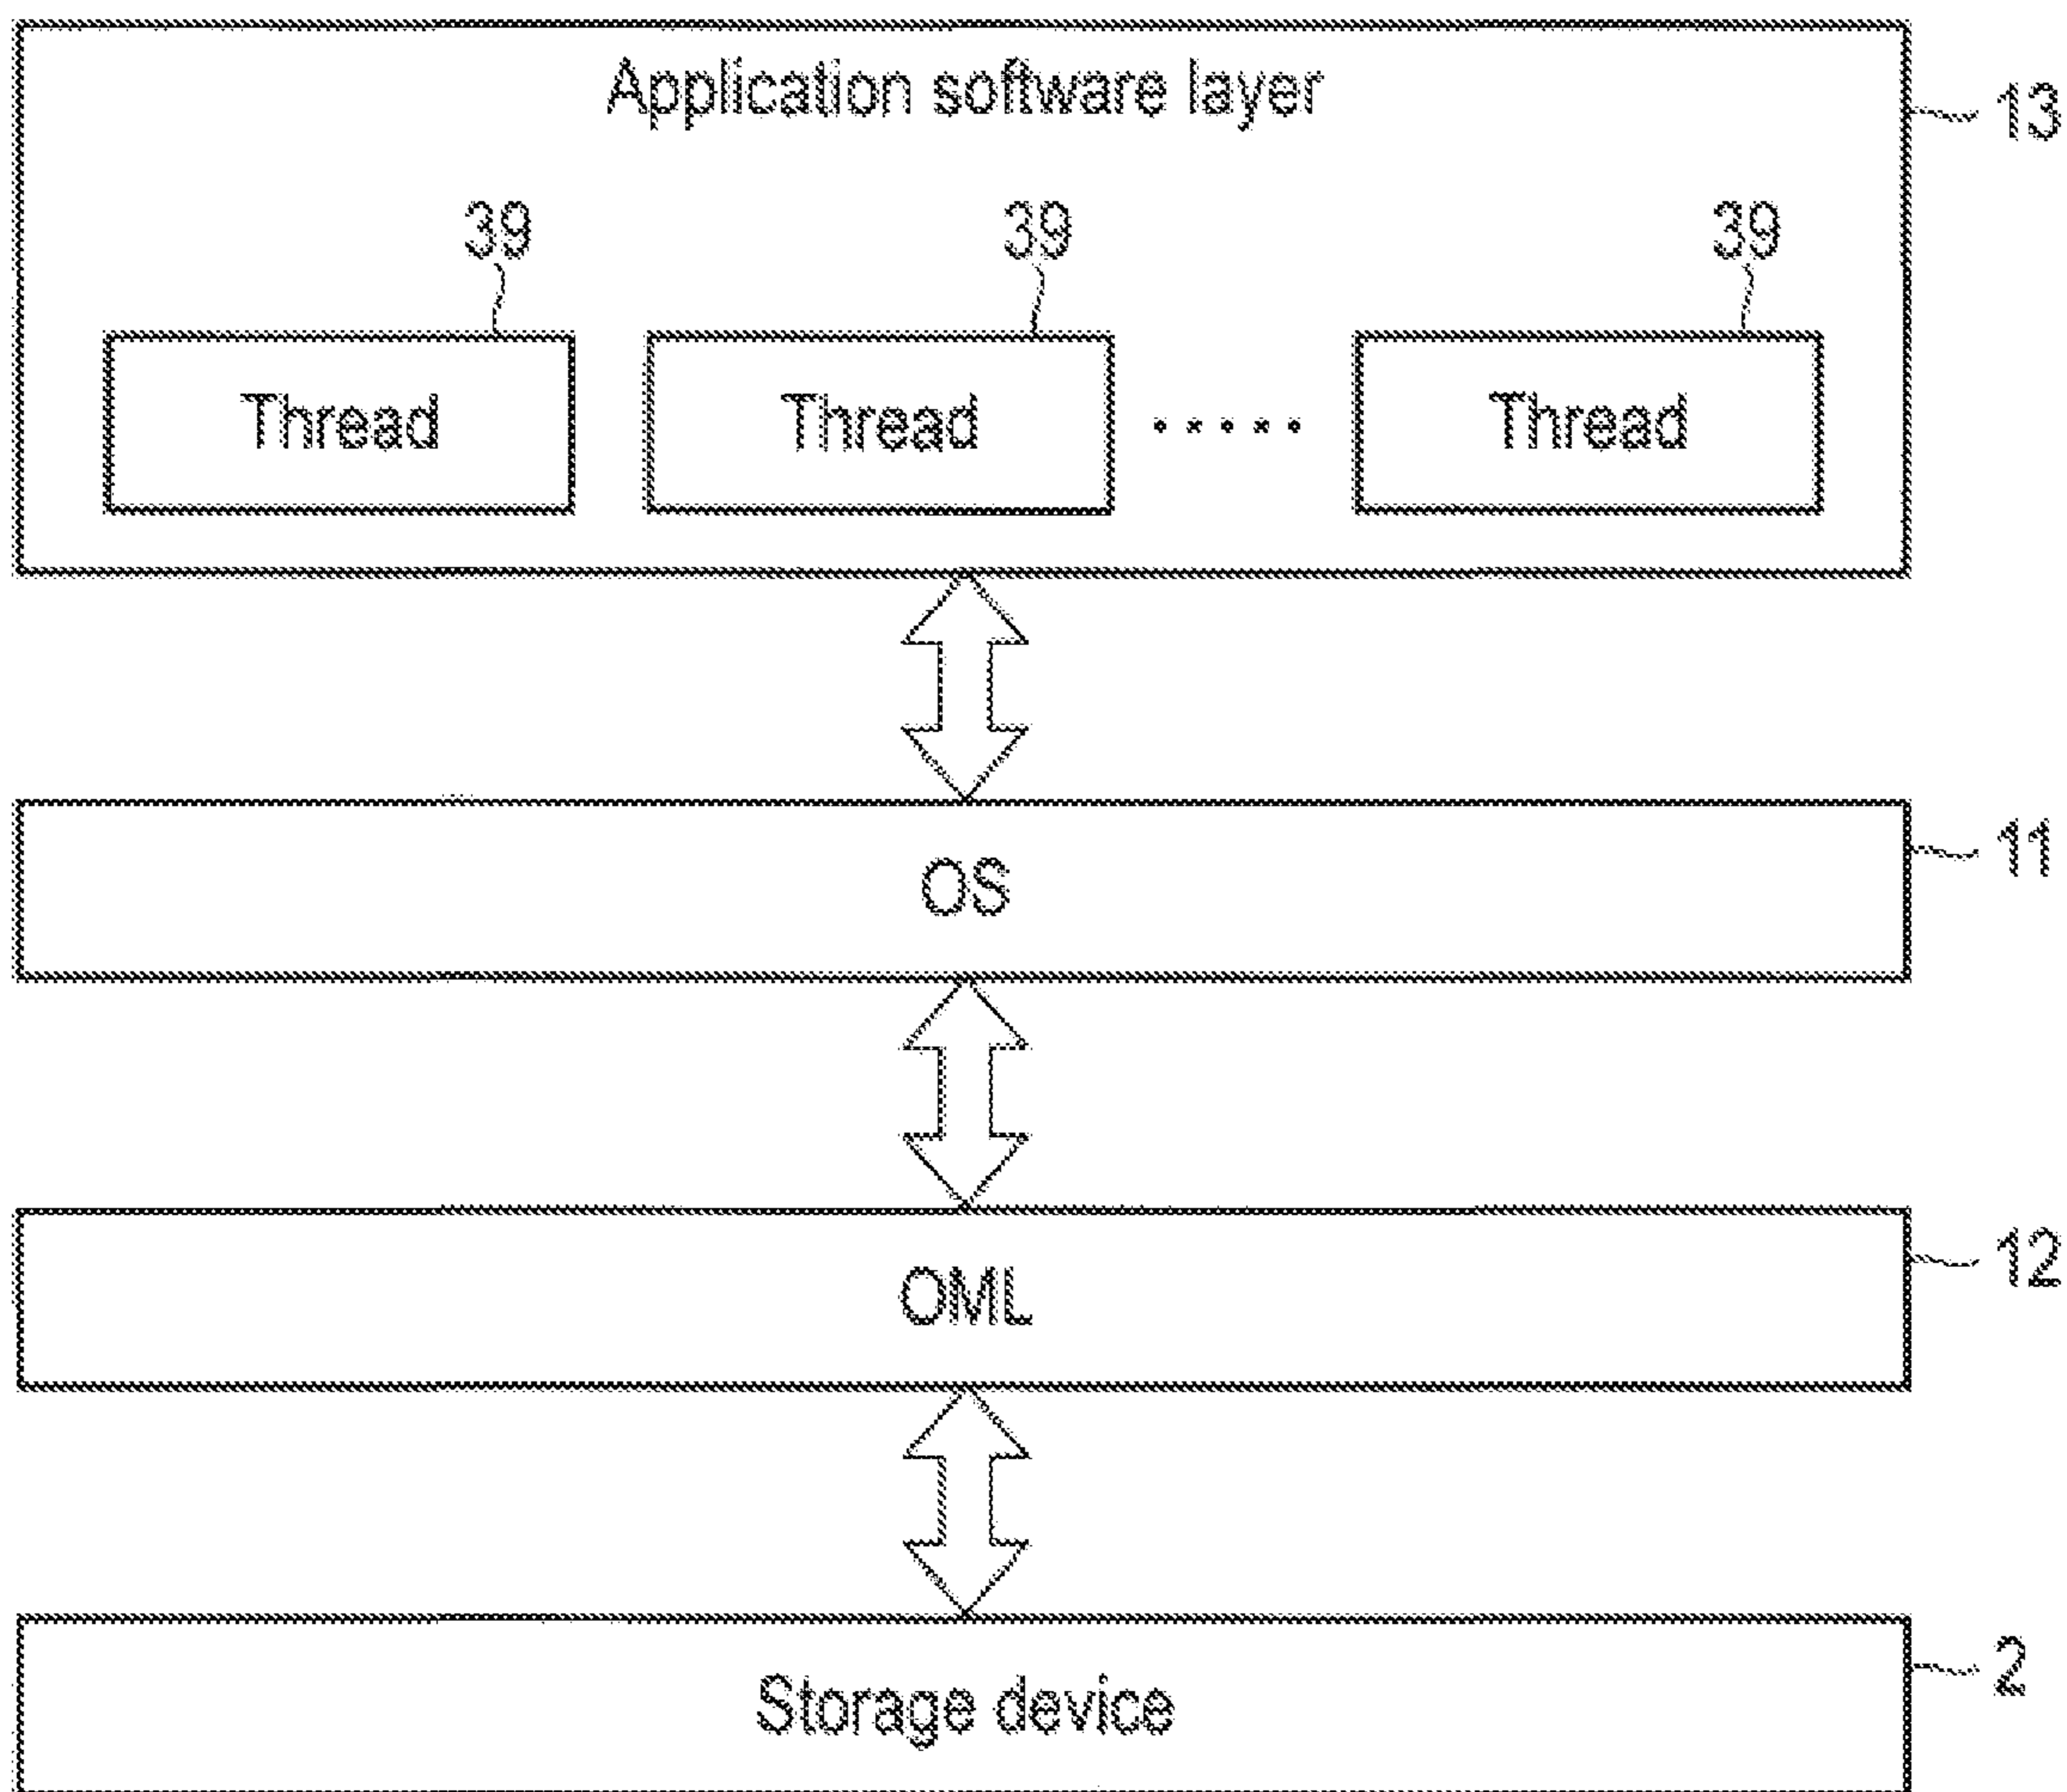 Application software layer
13
39 39 39
Thread Thread ..... Thread
OS
11
OML
12
Storage device
2